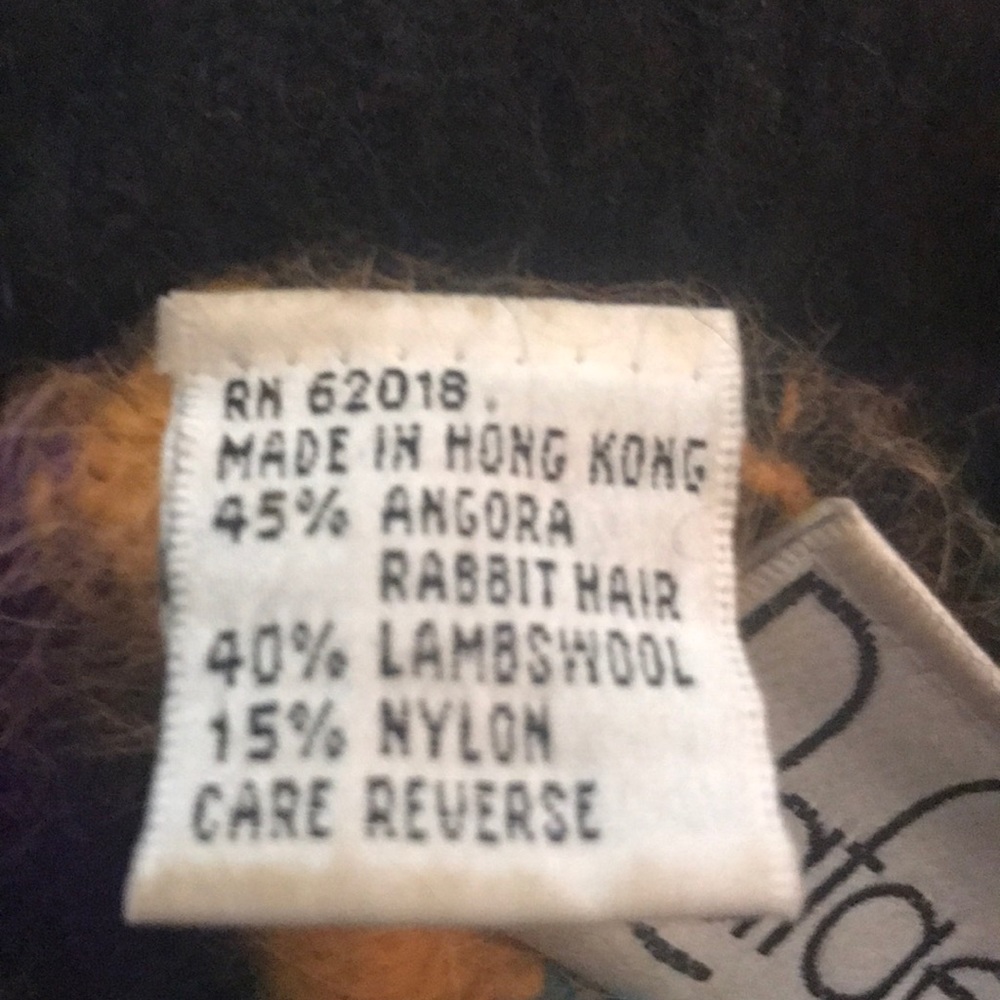 RN 62018.
MADE IN HONG KONG
45% ANGORA
RABBIT HAIR
40% LAMBSWOOL
15% NYLON
CARE REVERSE